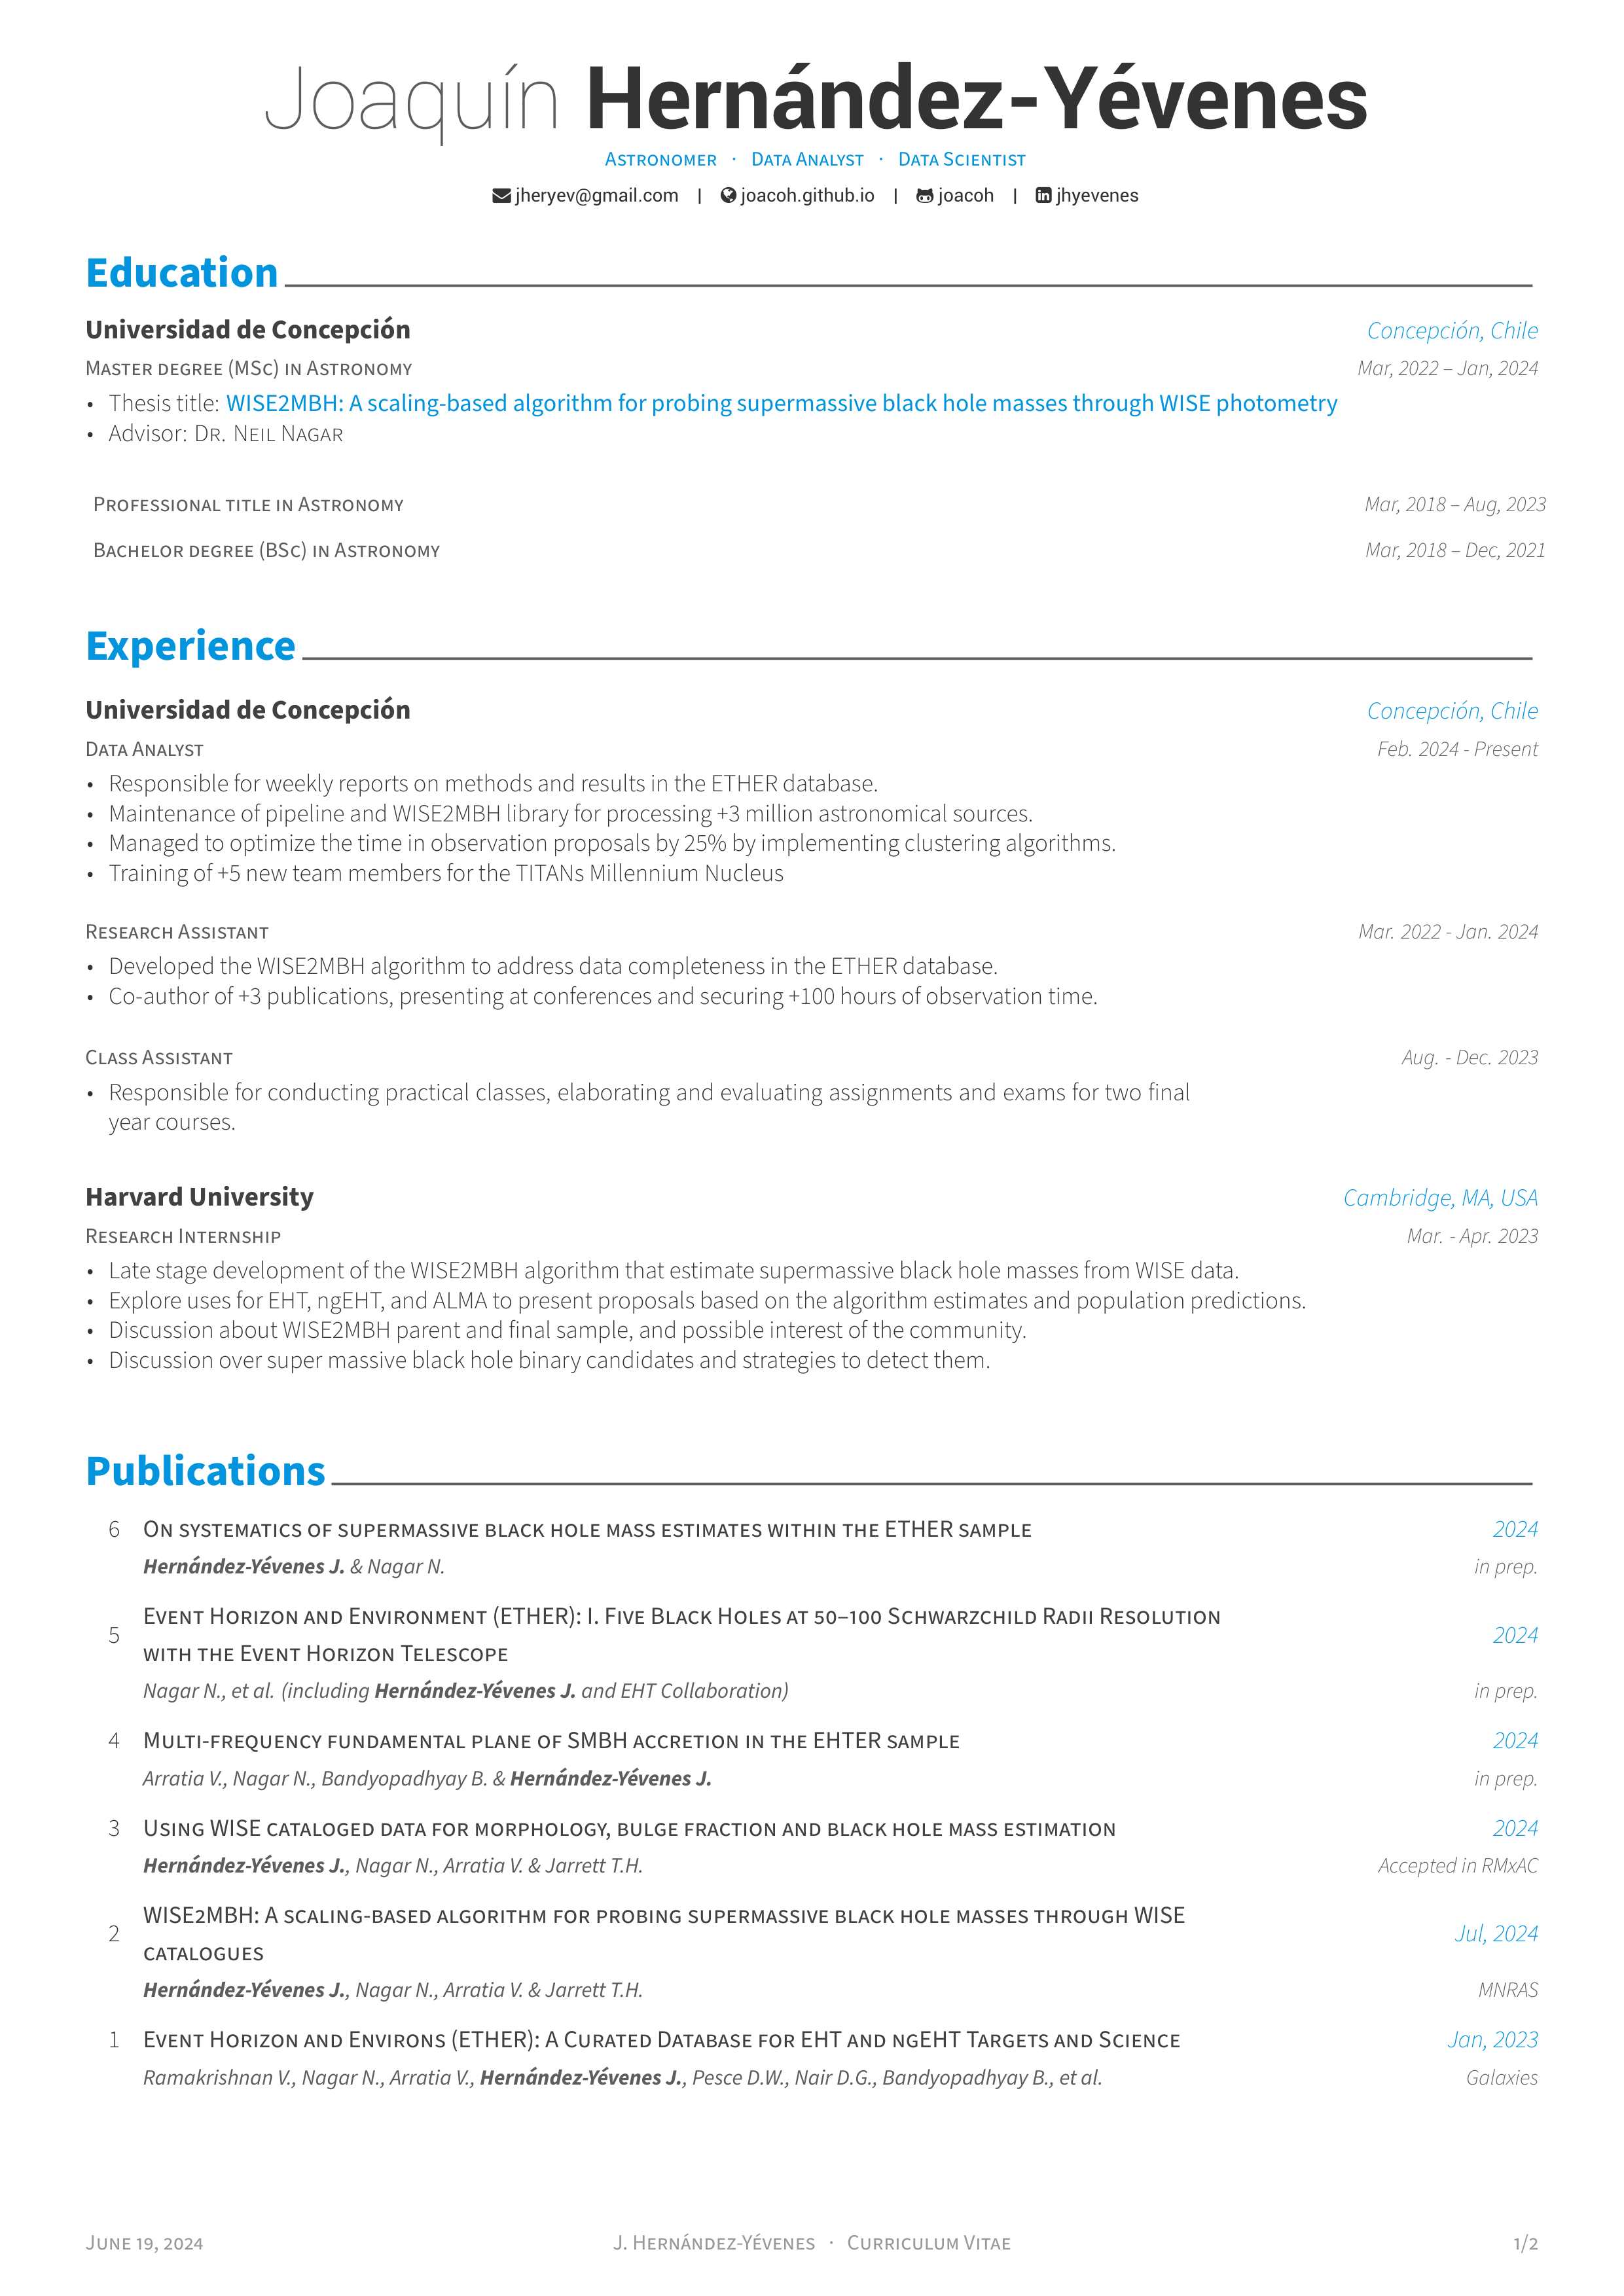 Joaquín Hernández-Yévenes
Astronomer · Data Analyst · Data Scientist
jheryev@gmail.com | joacoh.github.io | joacoh | jhyevenes
Education
Universidad de Concepción Concepción, Chile
Master degree (MSc) in Astronomy Mar, 2022 – Jan, 2024
• Thesis title: WISE2MBH: A scaling-based algorithm for probing supermassive black hole masses through WISE photometry
• Advisor: Dr. Neil Nagar
Professional title in Astronomy Mar, 2018 – Aug, 2023
Bachelor degree (BSc) in Astronomy Mar, 2018 – Dec, 2021
Experience
Universidad de Concepción Concepción, Chile
Data Analyst Feb. 2024 - Present
• Responsible for weekly reports on methods and results in the ETHER database.
• Maintenance of pipeline and WISE2MBH library for processing +3 million astronomical sources.
• Managed to optimize the time in observation proposals by 25% by implementing clustering algorithms.
• Training of +5 new team members for the TITANs Millennium Nucleus
Research Assistant Mar. 2022 - Jan. 2024
• Developed the WISE2MBH algorithm to address data completeness in the ETHER database.
• Co-author of +3 publications, presenting at conferences and securing +100 hours of observation time.
Class Assistant Aug. - Dec. 2023
• Responsible for conducting practical classes, elaborating and evaluating assignments and exams for two final
year courses.
Harvard University Cambridge, MA, USA
Research Internship Mar. - Apr. 2023
• Late stage development of the WISE2MBH algorithm that estimate supermassive black hole masses from WISE data.
• Explore uses for EHT, ngEHT, and ALMA to present proposals based on the algorithm estimates and population predictions.
• Discussion about WISE2MBH parent and final sample, and possible interest of the community.
• Discussion over super massive black hole binary candidates and strategies to detect them.
Publications
6 On systematics of supermassive black hole mass estimates within the ETHER sample 2024
Hernández-Yévenes J. & Nagar N. in prep.
Event Horizon and Environment (ETHER): I. Five Black Holes at 50–100 Schwarzchild Radii Resolution
5 2024
with the Event Horizon Telescope
Nagar N., et al. (including Hernández-Yévenes J. and EHT Collaboration) in prep.
4 Multi-frequency fundamental plane of SMBH accretion in the EHTER sample 2024
Arratia V., Nagar N., Bandyopadhyay B. & Hernández-Yévenes J. in prep.
3 Using WISE cataloged data for morphology, bulge fraction and black hole mass estimation 2024
Hernández-Yévenes J., Nagar N., Arratia V. & Jarrett T.H. Accepted in RMxAC
WISE2MBH: A scaling-based algorithm for probing supermassive black hole masses through WISE
2 Jul, 2024
catalogues
Hernández-Yévenes J., Nagar N., Arratia V. & Jarrett T.H. MNRAS
1 Event Horizon and Environs (ETHER): A Curated Database for EHT and ngEHT Targets and Science Jan, 2023
Ramakrishnan V., Nagar N., Arratia V., Hernández-Yévenes J., Pesce D.W., Nair D.G., Bandyopadhyay B., et al. Galaxies
June 19, 2024 J. Hernández-Yévenes · Curriculum Vitae 1/2